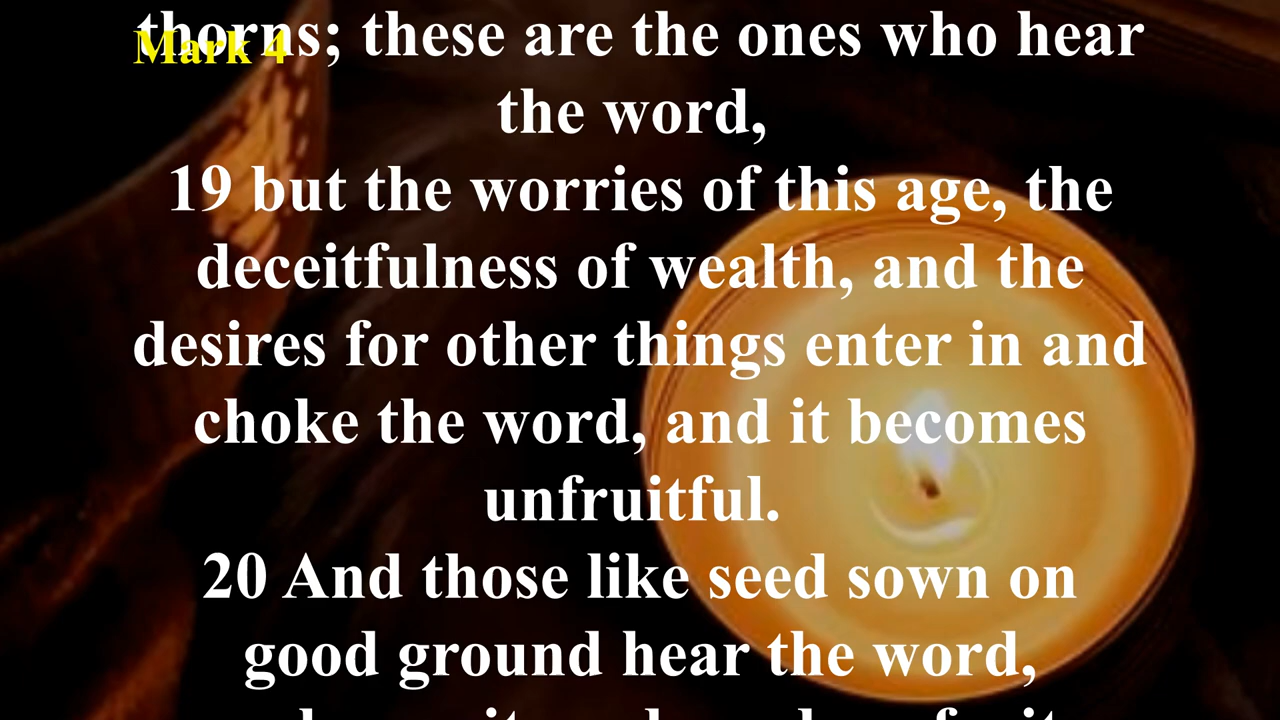 Mark 4
thorns; these are the ones who hear
the word,
19 but the worries of this age, the
deceitfulness of wealth, and the
desires for other things enter in and
choke the word, and it becomes
unfruitful.
20 And those like seed sown on
good ground hear the word,